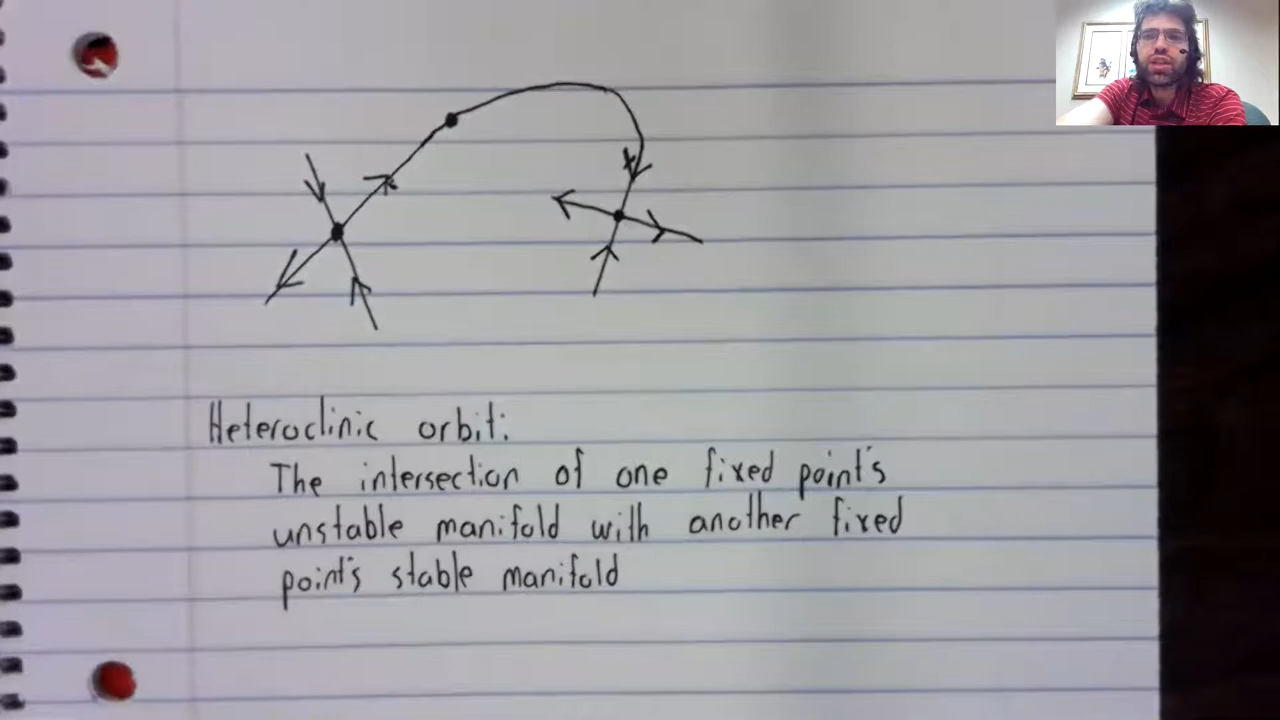 Heteroclinic orbit:
The intersection of one fixed point's
unstable manifold with another fixed
point's stable manifold